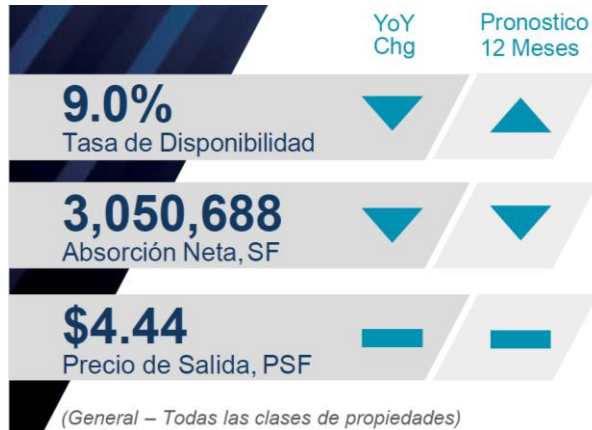 YoY
Chg
Pronostico
12 Meses
9.0%
Tasa de Disponibilidad
3,050,688
Absorción Neta, SF
$4.44
Precio de Salida, PSF
(General – Todas las clases de propiedades)